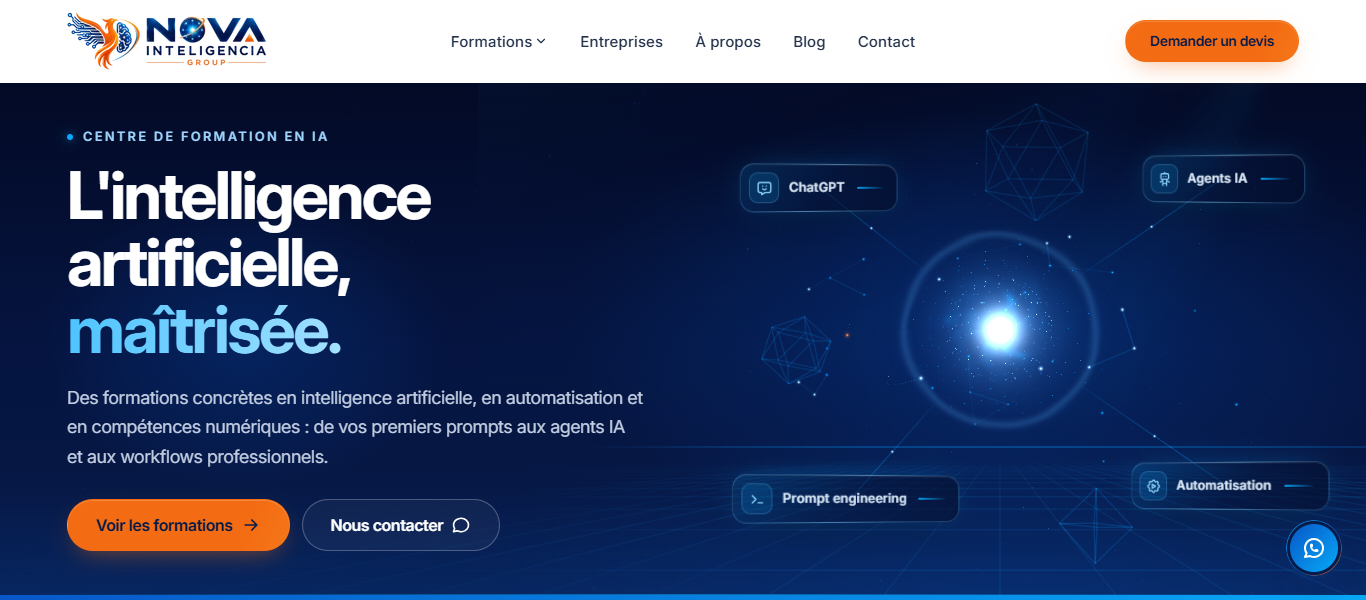 NOVA
INTELIGENCIA
GROUP
Formations
Entreprises
À propos
Blog
Contact
Demander un devis
CENTRE DE FORMATION EN IA
L'intelligence
artificielle,
maîtrisée.
Des formations concrètes en intelligence artificielle, en automatisation et
en compétences numériques : de vos premiers prompts aux agents IA
et aux workflows professionnels.
Voir les formations →
Nous contacter
ChatGPT
Agents IA
Prompt engineering
Automatisation